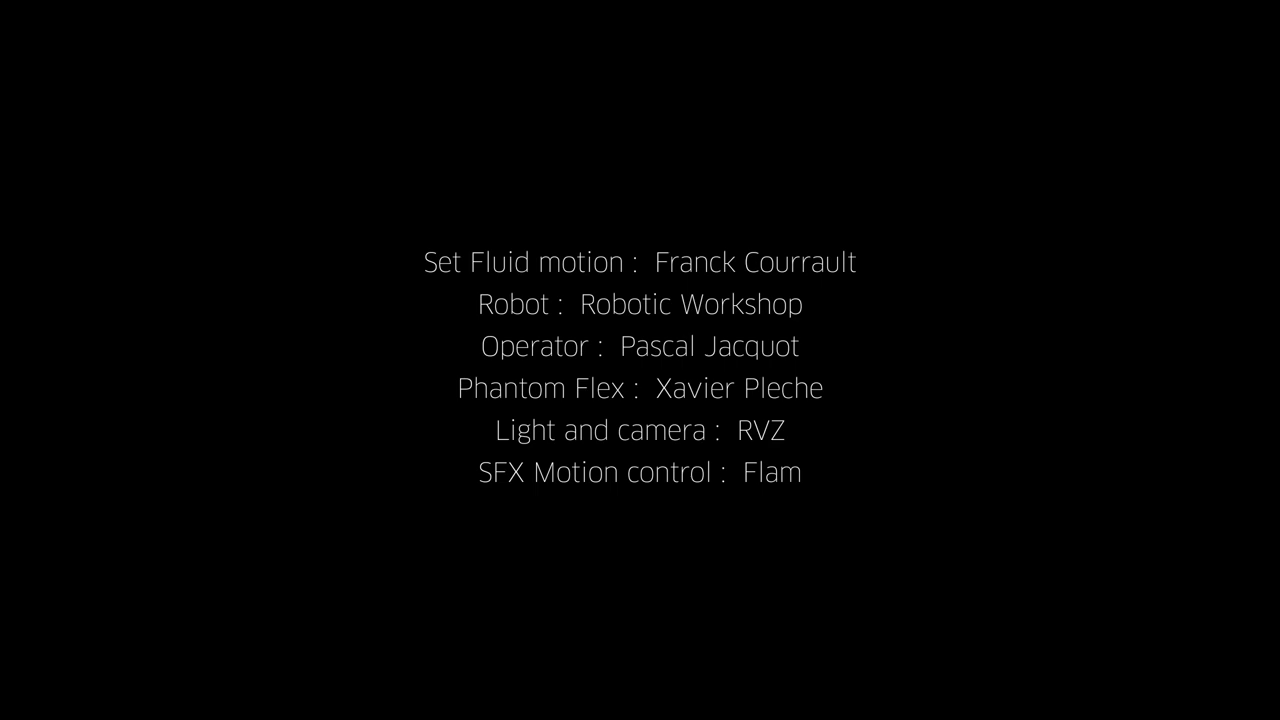 Set Fluid motion :  Franck Courrault
Robot :  Robotic Workshop
Operator :  Pascal Jacquot
Phantom Flex :  Xavier Pleche
Light and camera :  RVZ
SFX Motion control :  Flam